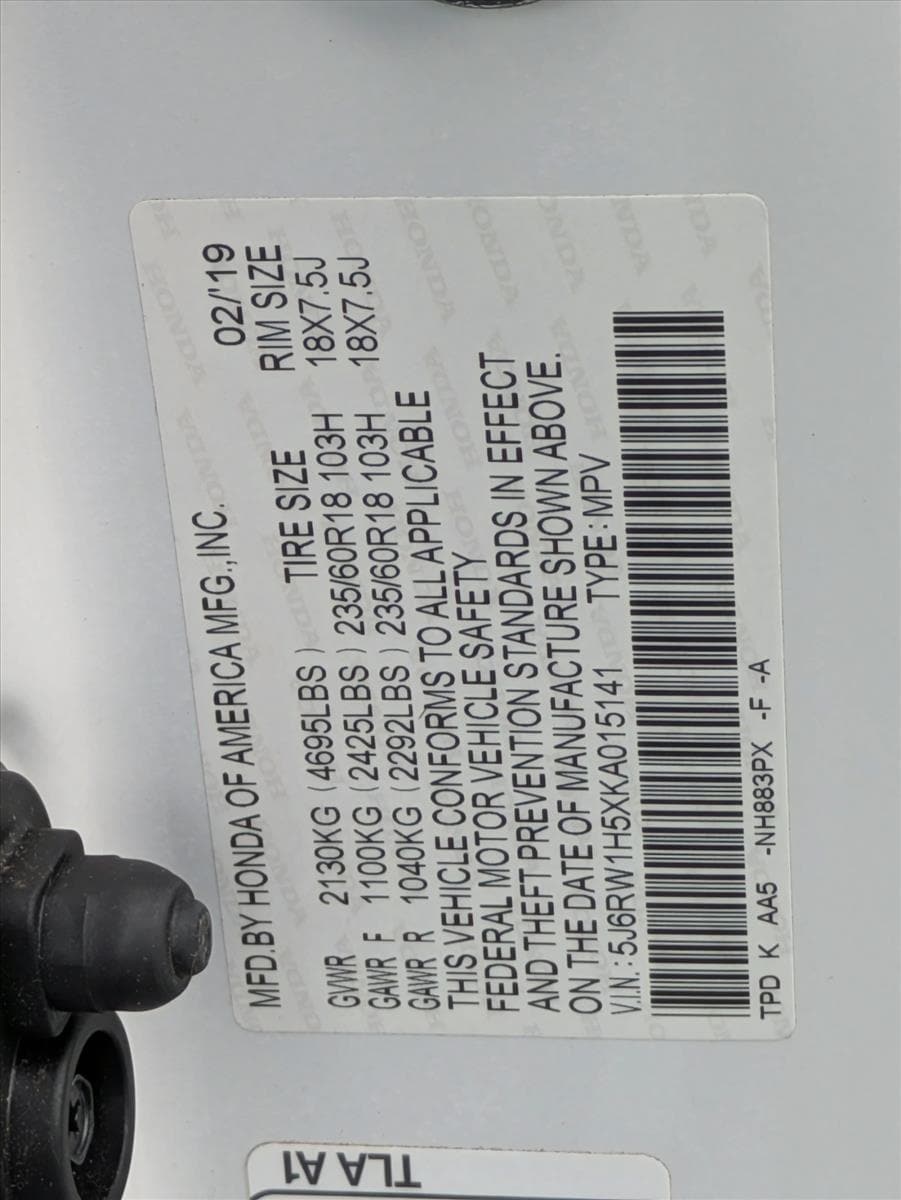 MFD.BY HONDA OF AMERICA MFG.,INC. 02/'19
TIRE SIZE RIM SIZE
GVWR 2130KG (4695LBS)
GAWR F 1100KG (2425LBS) 235/60R18 103H 18X7.5J
GAWR R 1040KG (2292LBS) 235/60R18 103H 18X7.5J
THIS VEHICLE CONFORMS TO ALL APPLICABLE
FEDERAL MOTOR VEHICLE SAFETY
AND THEFT PREVENTION STANDARDS IN EFFECT
ON THE DATE OF MANUFACTURE SHOWN ABOVE.
V.I.N.:5J6RW1H5XKA015141 TYPE:MPV
TPD K AA5 -NH883PX -F -A
TLA A1